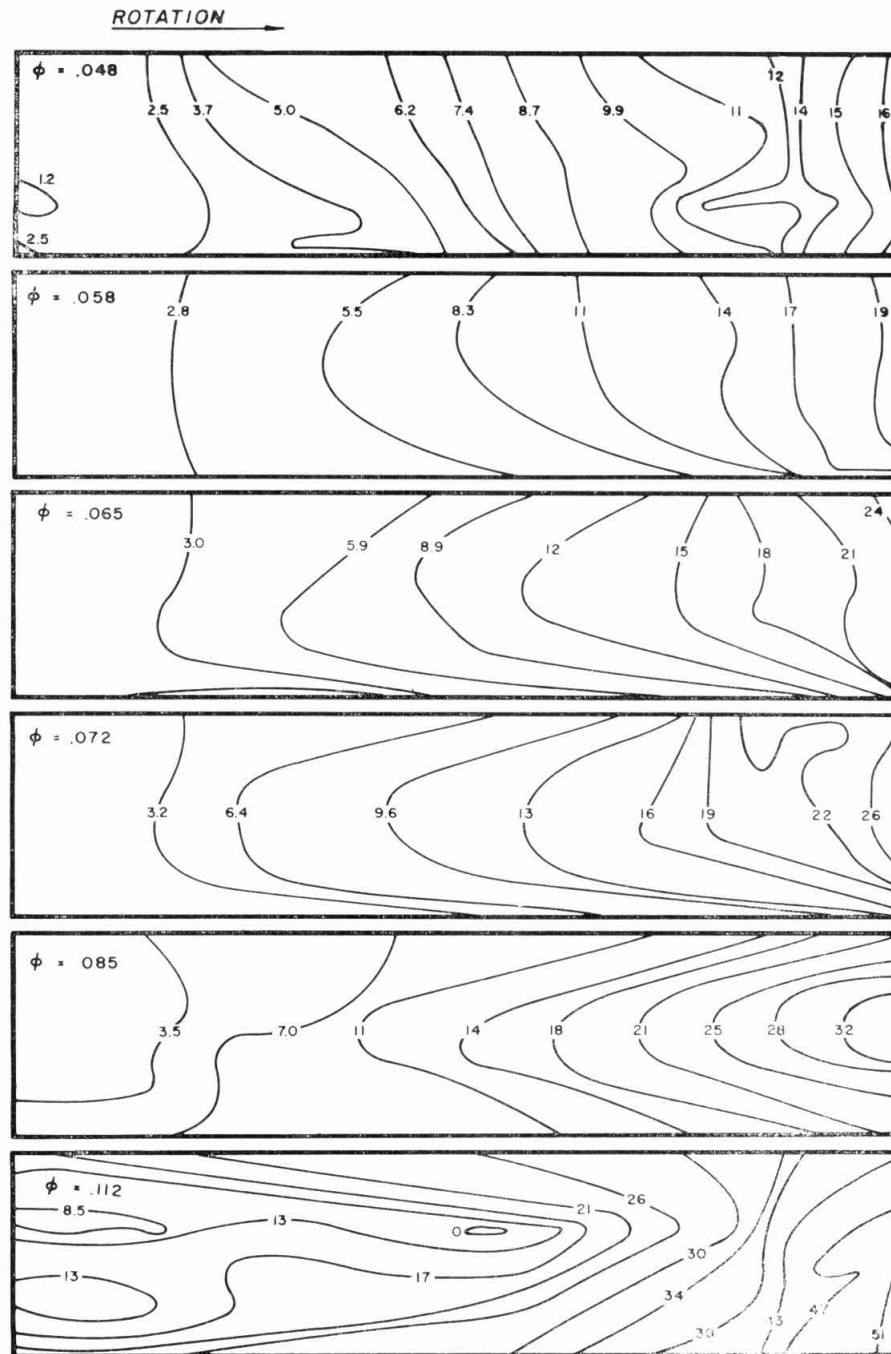 ROTATION
ϕ = .048
12
2.5 3.7 5.0 6.2 7.4 8.7 9.9 11 14 15 16
1.2
2.5
ϕ = .058
2.8 5.5 8.3 11 14 17 19
ϕ = .065
24
3.0 5.9 8.9 12 15 18 21
ϕ = .072
3.2 6.4 9.6 13 16 19 22 26
ϕ = 085
3.5 7.0 11 14 18 21 25 28 32
ϕ = .112
26
8.5 13 21
0
30
13 17
34
39 43 47
51